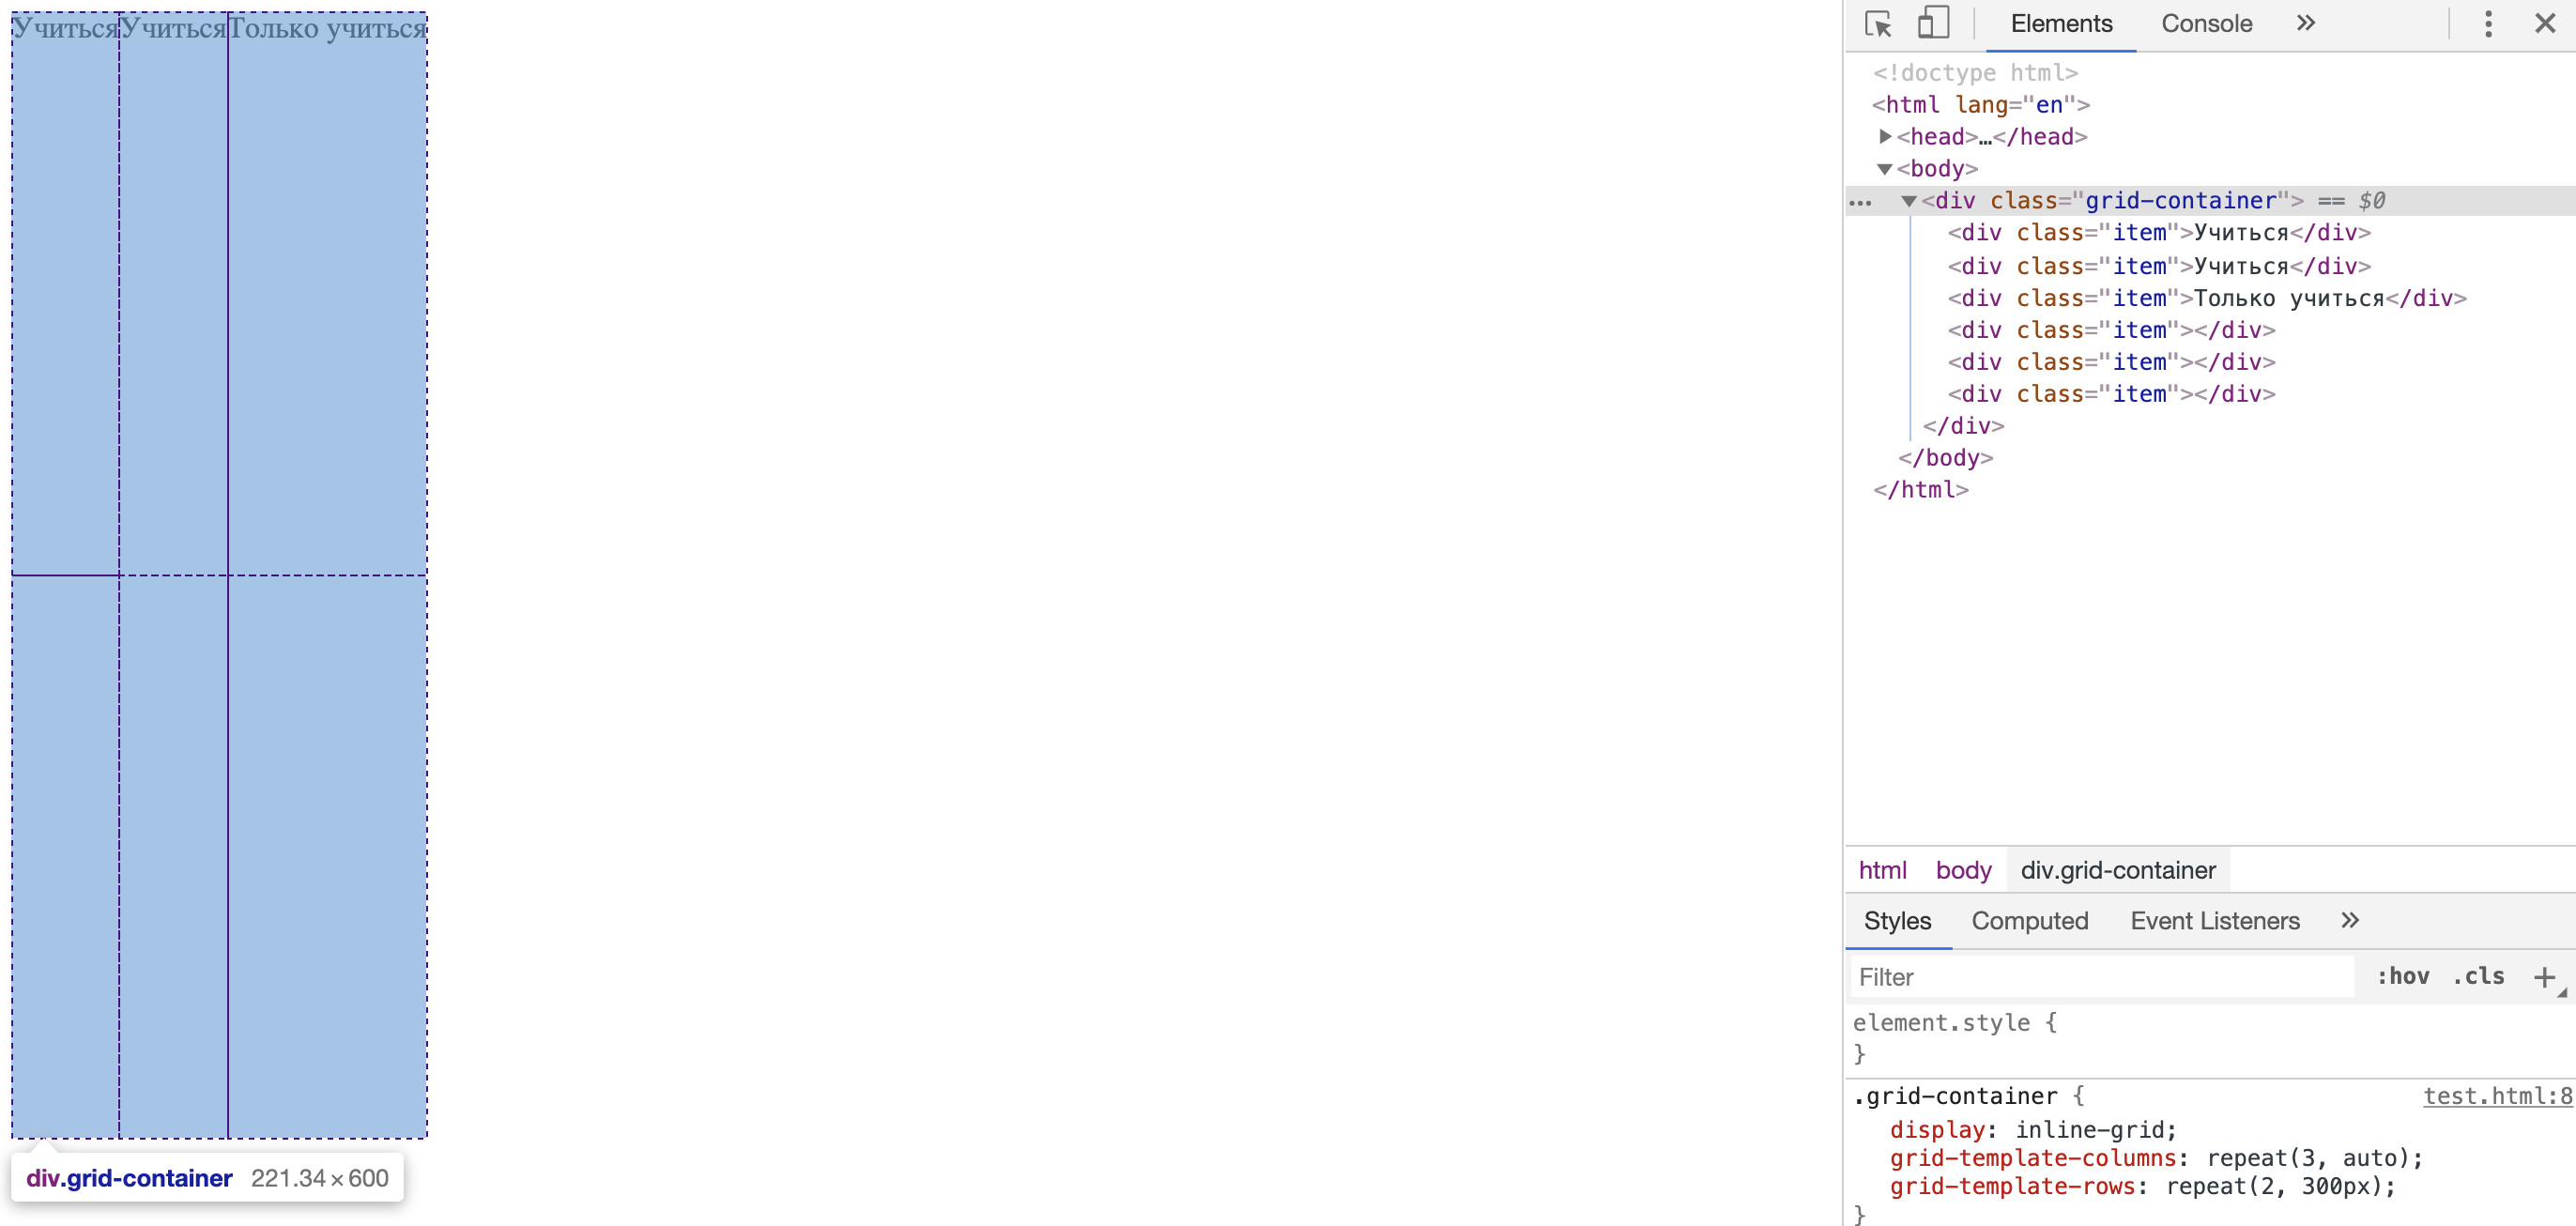 Учиться Учиться Только учиться
div.grid-container 221.34 × 600
Elements Console »
<!doctype html>
<html lang="en">
<head>…</head>
<body>
… <div class="grid-container"> == $0
<div class="item">Учиться</div>
<div class="item">Учиться</div>
<div class="item">Только учиться</div>
<div class="item"></div>
<div class="item"></div>
<div class="item"></div>
</div>
</body>
</html>
html body div.grid-container
Styles Computed Event Listeners »
Filter :hov .cls +
element.style {
}
.grid-container { test.html:8
display: inline-grid;
grid-template-columns: repeat(3, auto);
grid-template-rows: repeat(2, 300px);
}